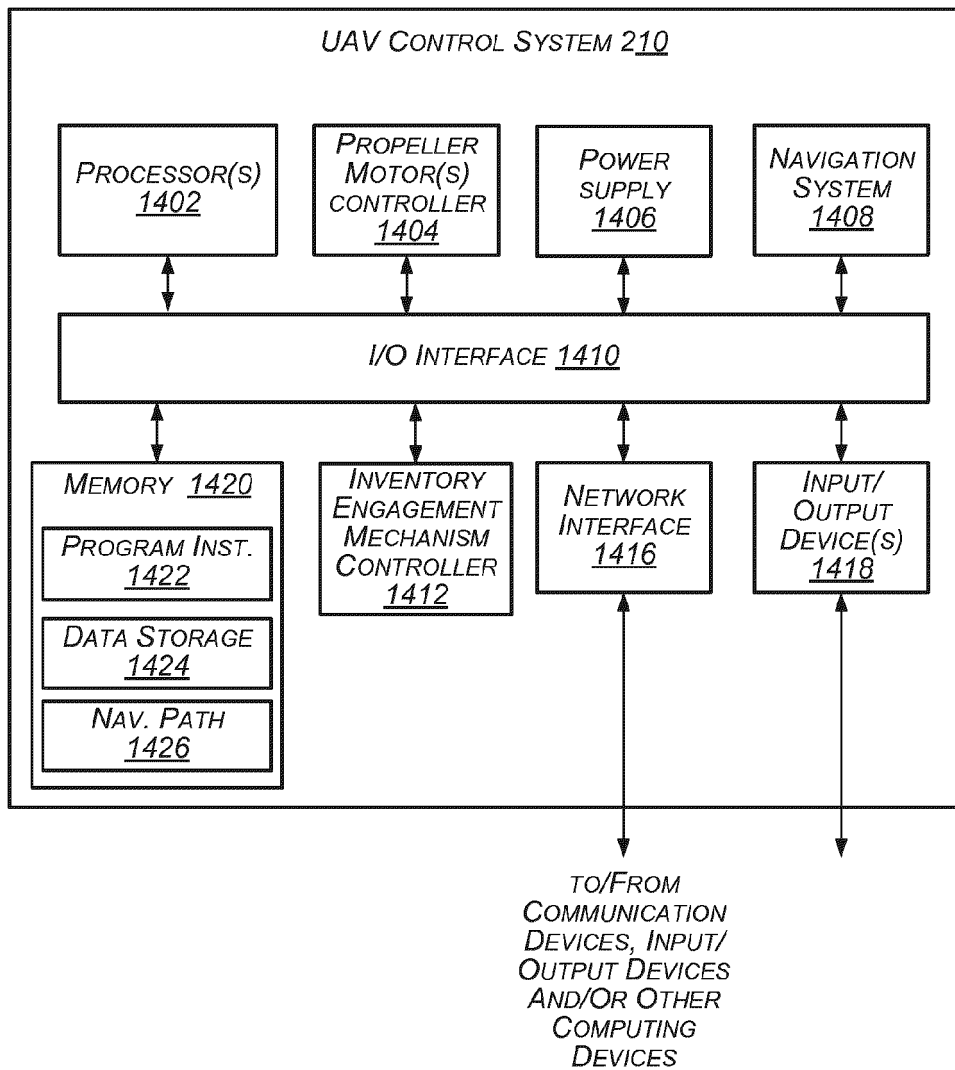 UAV CONTROL SYSTEM 210
PROCESSOR(S)
1402
PROPELLER
MOTOR(S)
CONTROLLER
1404
POWER
SUPPLY
1406
NAVIGATION
SYSTEM
1408
I/O INTERFACE 1410
MEMORY 1420
PROGRAM INST.
1422
DATA STORAGE
1424
NAV. PATH
1426
INVENTORY
ENGAGEMENT
MECHANISM
CONTROLLER
1412
NETWORK
INTERFACE
1416
INPUT/
OUTPUT
DEVICE(S)
1418
TO/FROM
COMMUNICATION
DEVICES, INPUT/
OUTPUT DEVICES
AND/OR OTHER
COMPUTING
DEVICES